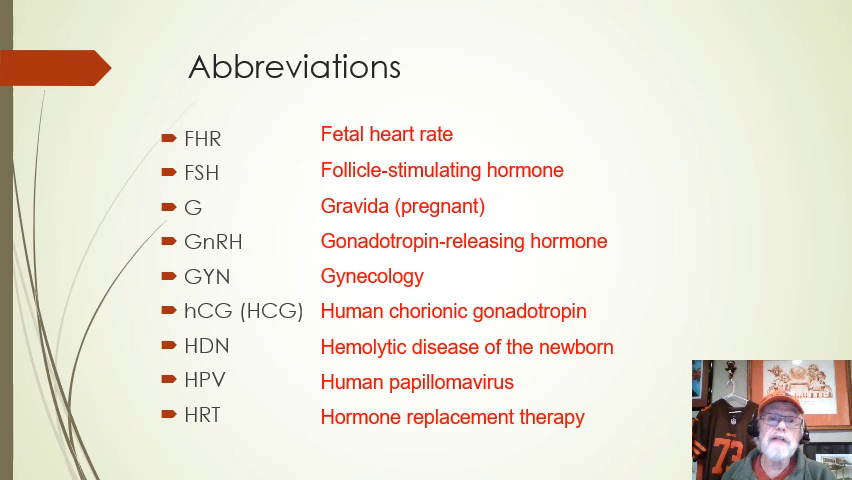 Abbreviations
FHR Fetal heart rate
FSH Follicle-stimulating hormone
G Gravida (pregnant)
GnRH Gonadotropin-releasing hormone
GYN Gynecology
hCG (HCG) Human chorionic gonadotropin
HDN Hemolytic disease of the newborn
HPV Human papillomavirus
HRT Hormone replacement therapy
73